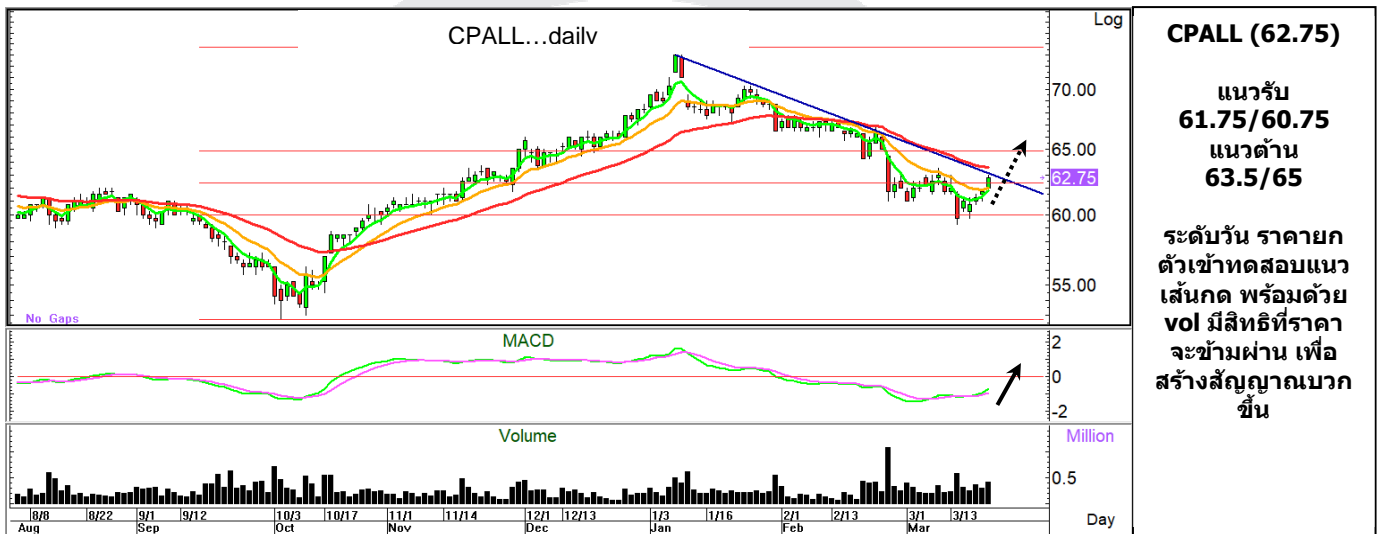 CPALL...daily
Log
70.00
65.00
62.75
60.00
55.00
No Gaps
MACD
2
0
-2
Volume
Million
0.5
8/8 8/22 9/1 9/12 10/3 10/17 11/1 11/14 12/1 12/13 1/3 1/16 2/1 2/13 3/1 3/13
Aug Sep Oct Nov Dec Jan Feb Mar
Day
CPALL (62.75)
แนวรับ
61.75/60.75
แนวต้าน
63.5/65
ระดับวัน ราคายก
ตัวเข้าทดสอบแนว
เส้นกด พร้อมด้วย
vol มีสิทธิที่ราคา
จะข้ามผ่าน เพื่อ
สร้างสัญญาณบวก
ขึ้น